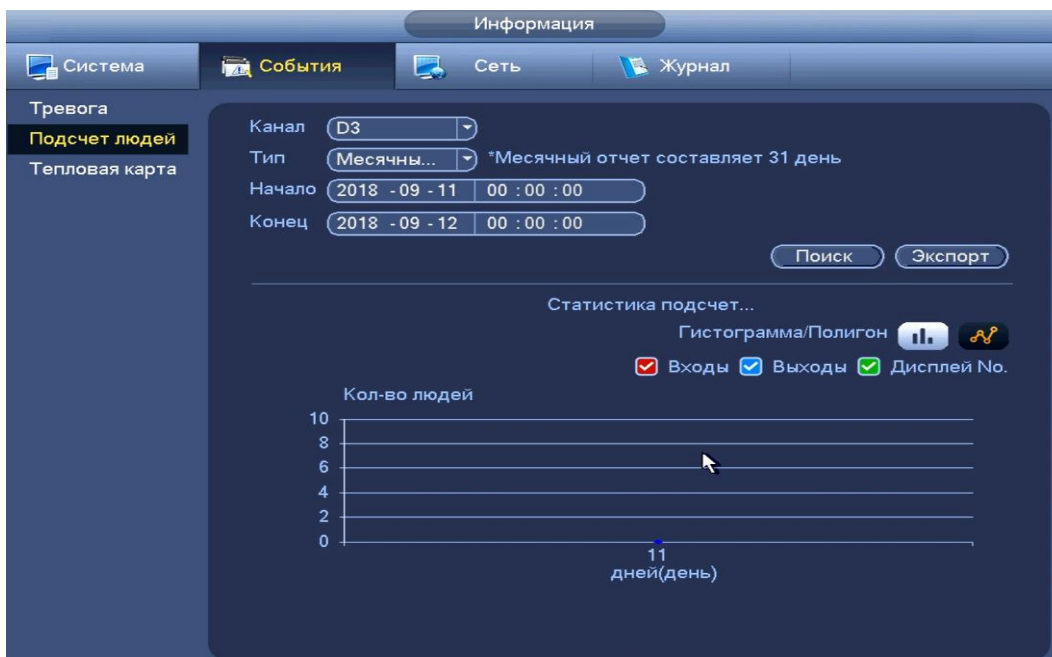 Информация
Система События Сеть Журнал
Тревога
Подсчет людей
Тепловая карта
Канал D3
Тип Месячны... *Месячный отчет составляет 31 день
Начало 2018 - 09 - 11 00 : 00 : 00
Конец 2018 - 09 - 12 00 : 00 : 00
Поиск Экспорт
Статистика подсчет...
Гистограмма/Полигон
Входы Выходы Дисплей No.
Кол-во людей
10
8
6
4
2
0
11
дней(день)